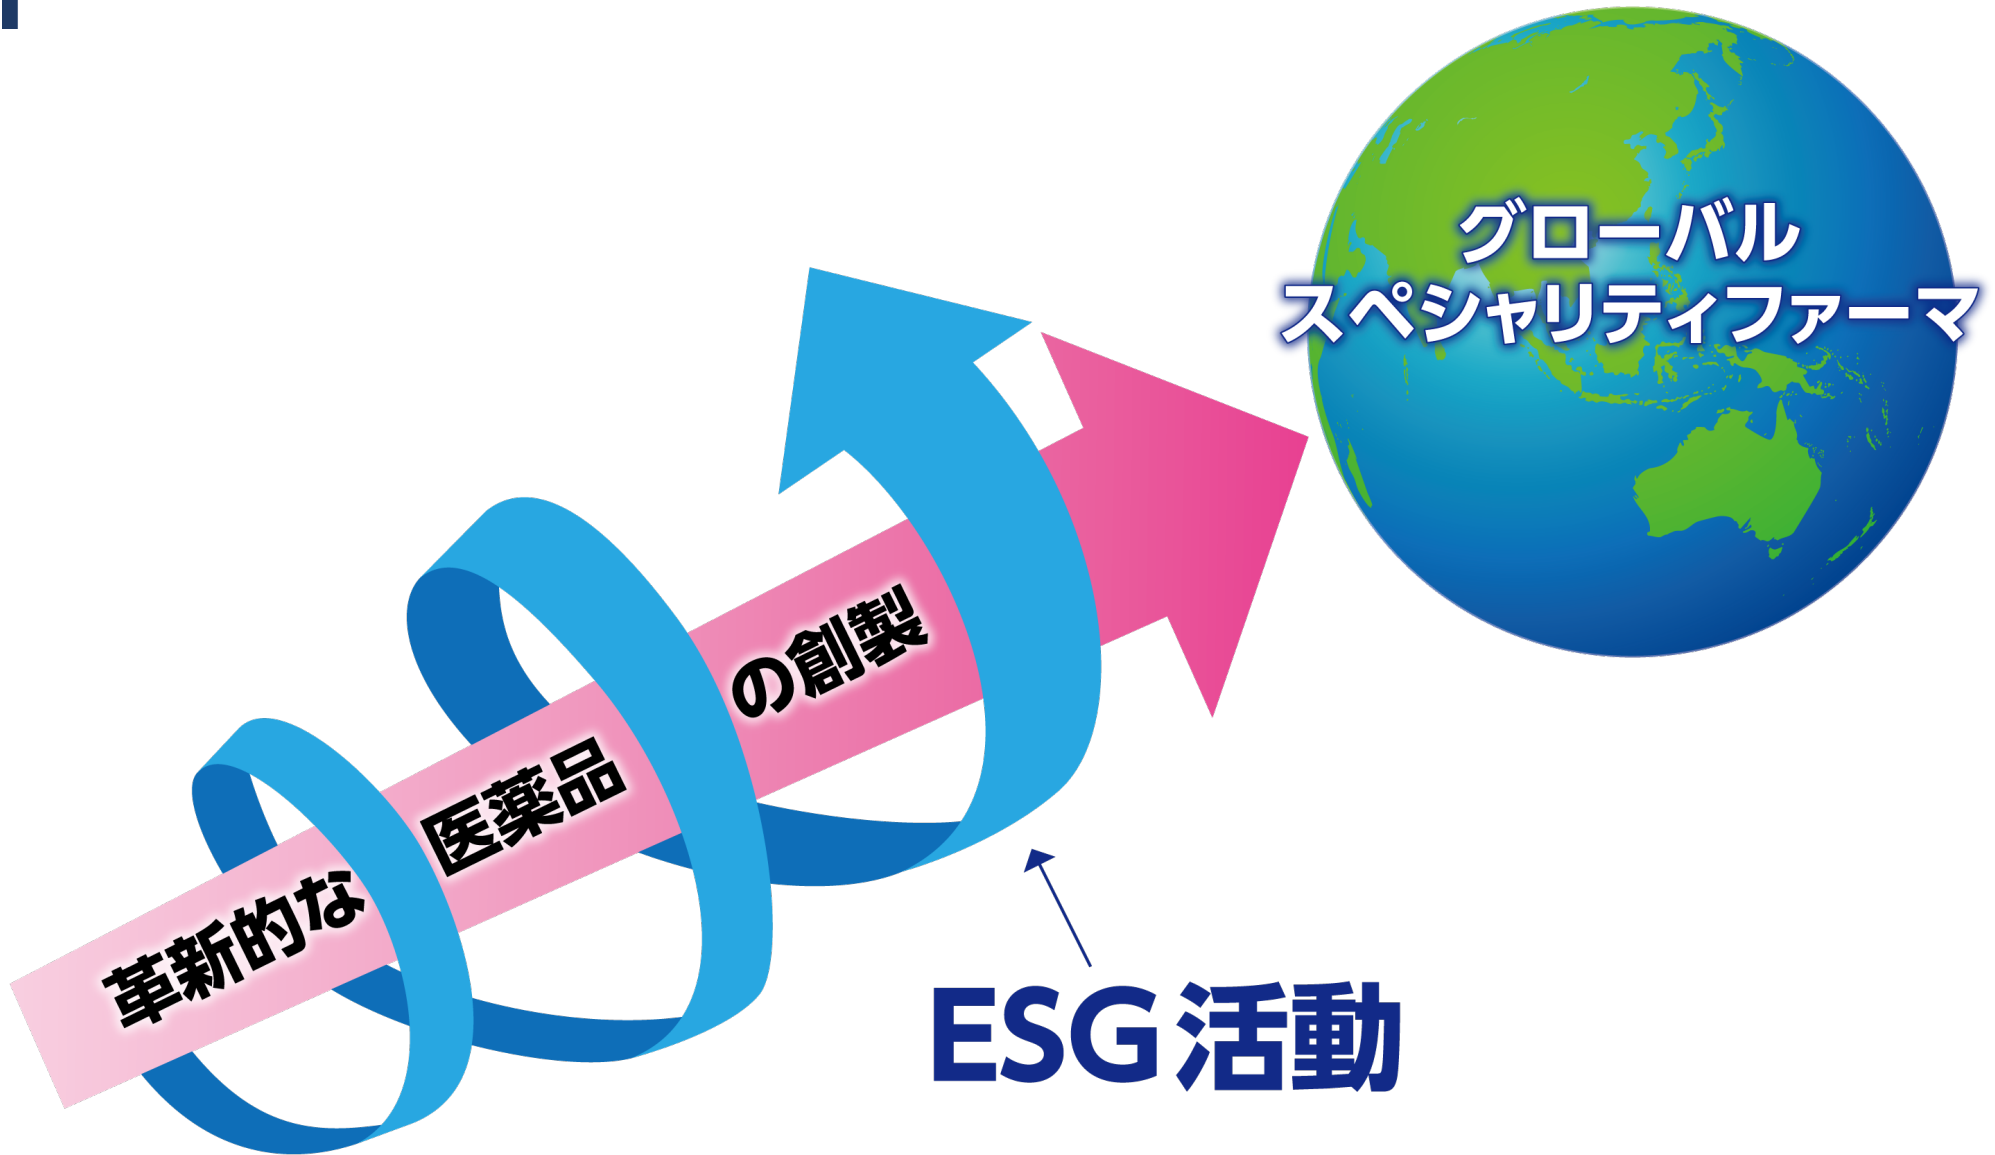 グローバル
スペシャリティファーマ
革新的な医薬品の創製
ESG活動